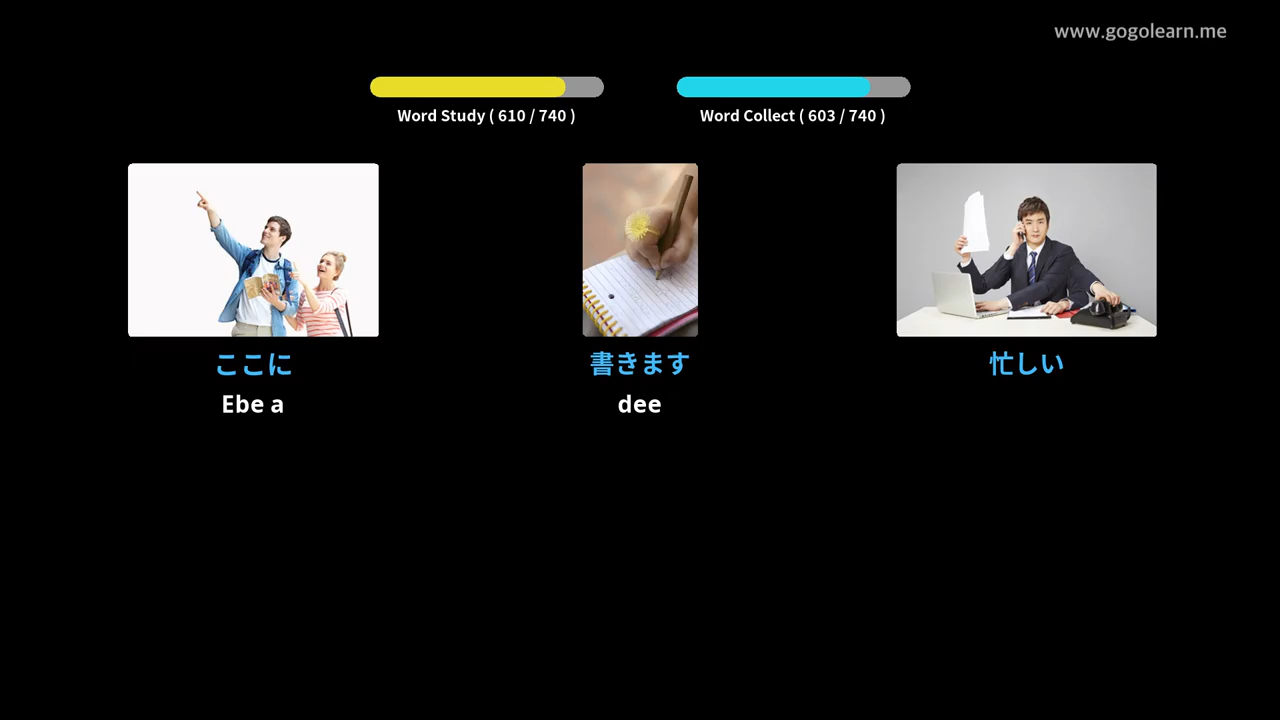 www.gogolearn.me
Word Study ( 610 / 740 )
Word Collect ( 603 / 740 )
ここに
書きます
忙しい
Ebe a
dee